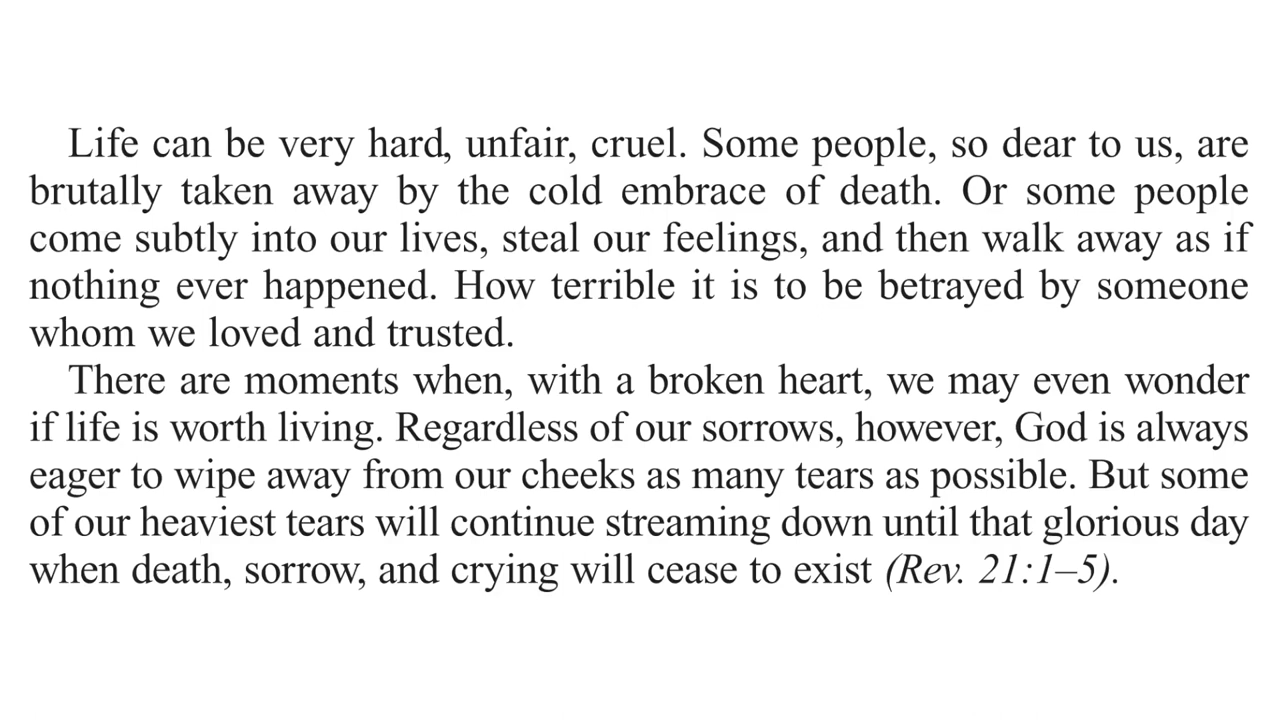 Life can be very hard, unfair, cruel. Some people, so dear to us, are
brutally taken away by the cold embrace of death. Or some people
come subtly into our lives, steal our feelings, and then walk away as if
nothing ever happened. How terrible it is to be betrayed by someone
whom we loved and trusted.
There are moments when, with a broken heart, we may even wonder
if life is worth living. Regardless of our sorrows, however, God is always
eager to wipe away from our cheeks as many tears as possible. But some
of our heaviest tears will continue streaming down until that glorious day
when death, sorrow, and crying will cease to exist (Rev. 21:1–5).